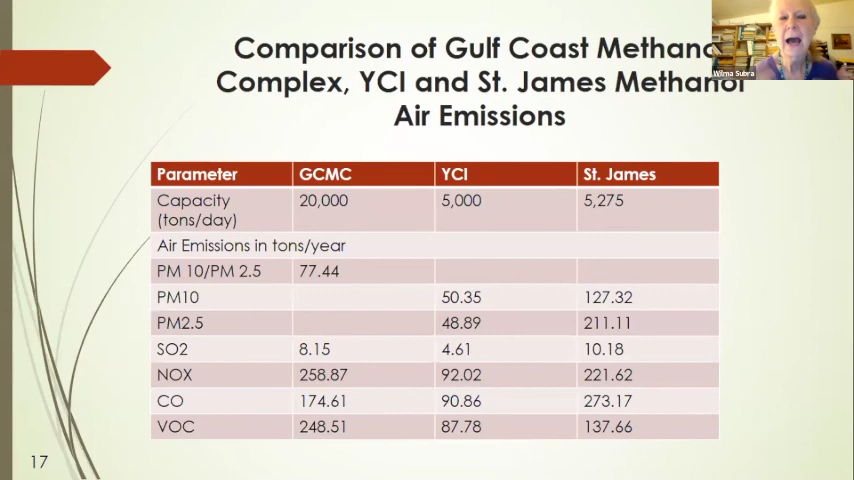 Comparison of Gulf Coast Methano
Complex, YCI and St. James Methanol
Air Emissions
Wilma Subra
Parameter GCMC YCI St. James
Capacity 20,000 5,000 5,275
(tons/day)
Air Emissions in tons/year
PM 10/PM 2.5 77.44
PM10 50.35 127.32
PM2.5 48.89 211.11
SO2 8.15 4.61 10.18
NOX 258.87 92.02 221.62
CO 174.61 90.86 273.17
VOC 248.51 87.78 137.66
17